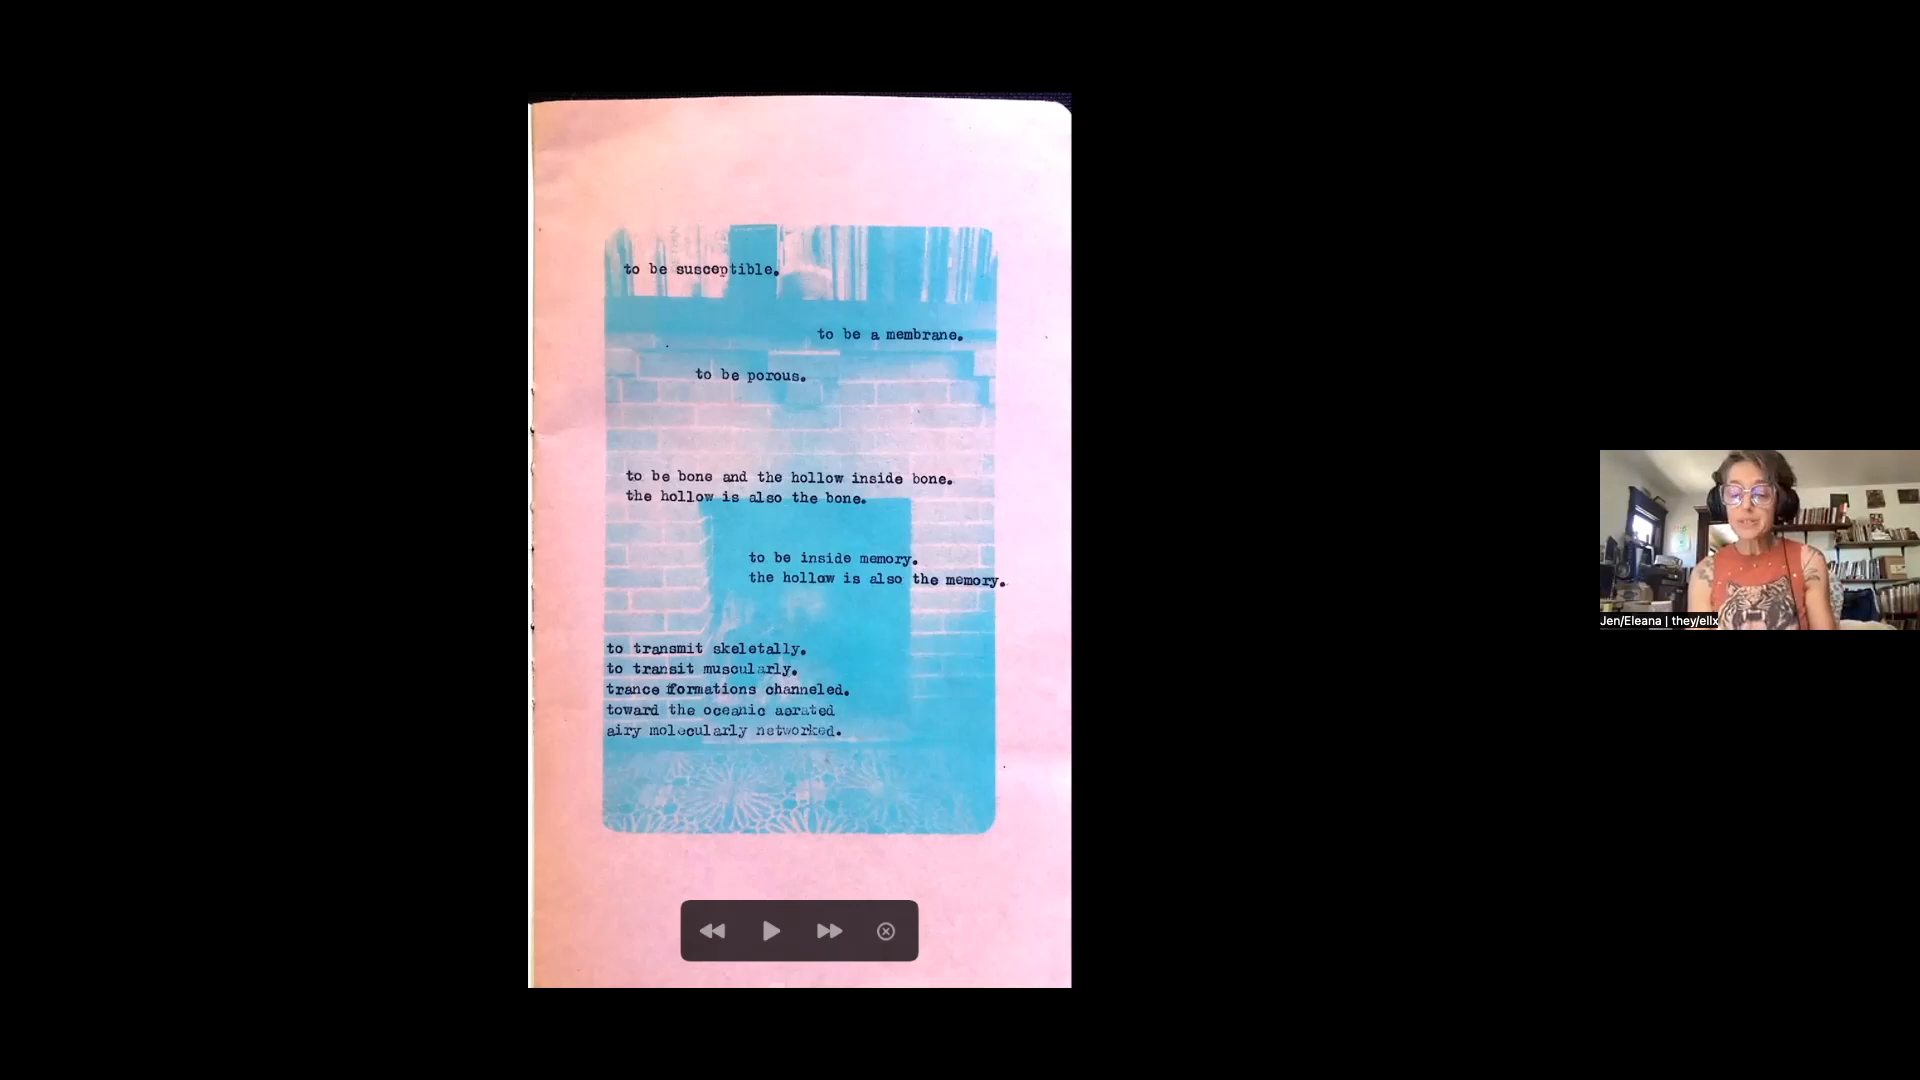 to be susceptible.
to be a membrane.
to be porous.
to be bone and the hollow inside bone.
the hollow is also the bone.
to be inside memory.
the hollow is also the memory.
to transmit skeletally.
to transit muscularly.
trance formations channeled.
toward the oceanic aerated
airy molecularly networked.
Jen/Eleana | they/ellx